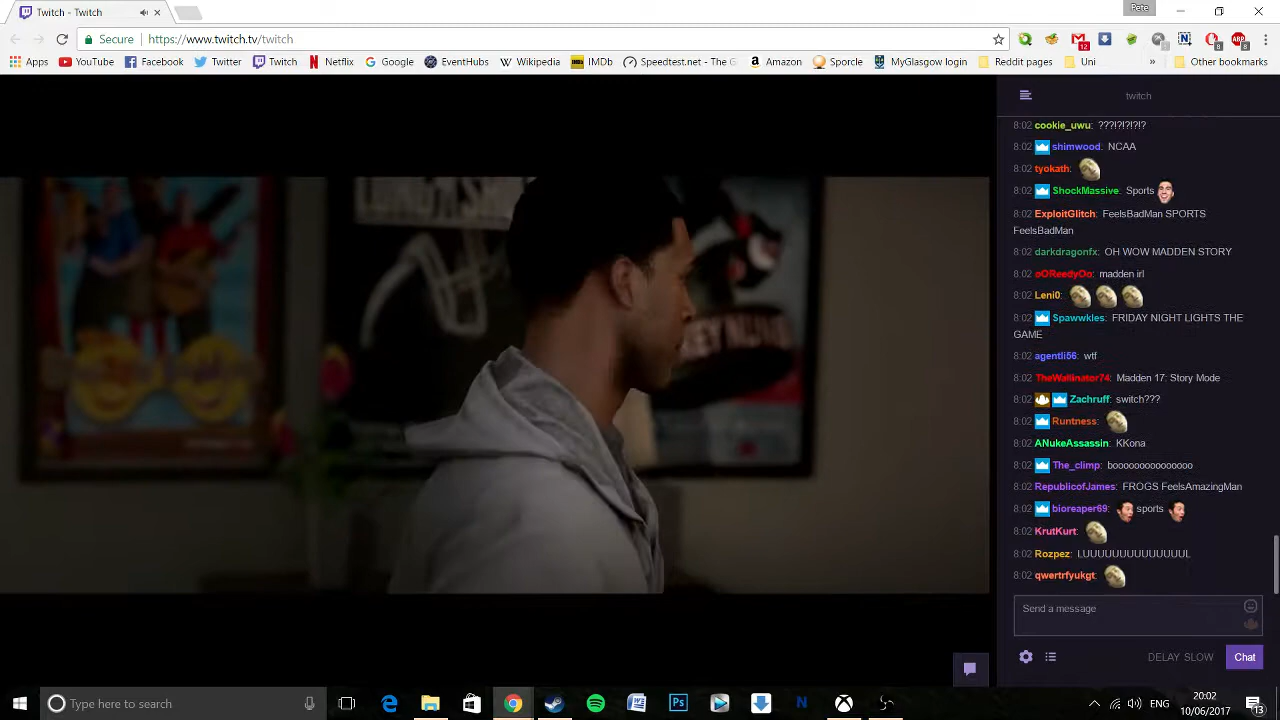 Twitch - Twitch
Pete
Secure
https://www.twitch.tv/twitch
12
8
8
Apps
YouTube
Facebook
Twitter
Twitch
Netflix
Google
EventHubs
Wikipedia
IMDb
Speedtest.net - The G
Amazon
Sporcle
MyGlasgow login
Reddit pages
Uni
»
Other bookmarks
twitch
8:02 cookie_uwu: ???!?!?!?!?
8:02 shimwood: NCAA
8:02 tyokath:
8:02 ShockMassive: Sports
8:02 ExploitGlitch: FeelsBadMan SPORTS
FeelsBadMan
8:02 darkdragonfx: OH WOW MADDEN STORY
8:02 oOReedyOo: madden irl
8:02 Leni0:
8:02 Spawwkles: FRIDAY NIGHT LIGHTS THE
GAME
8:02 agentli56: wtf
8:02 TheWallinator74: Madden 17: Story Mode
8:02 Zachruff: switch???
8:02 Runtness:
8:02 ANukeAssassin: KKona
8:02 The_climp: booooooooooooooo
8:02 RepublicofJames: FROGS FeelsAmazingMan
8:02 bioreaper69: sports
8:02 KrutKurt:
8:02 Rozpez: LUUUUUUUUUUUUUUL
8:02 qwertrfyukgt:
Send a message
DELAY SLOW
Chat
Type here to search
Ps
N
ENG
20:02
10/06/2017
13